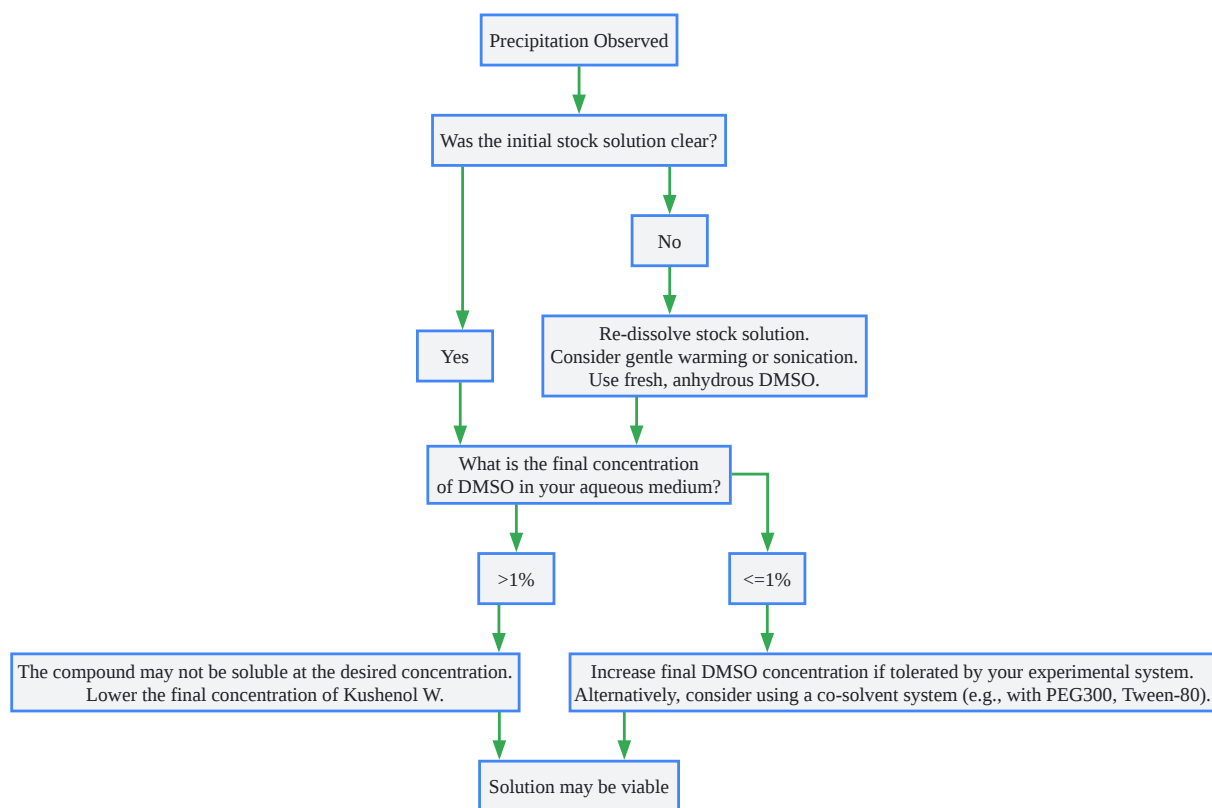 Precipitation Observed
Was the initial stock solution clear?
No
Yes
Re-dissolve stock solution.
Consider gentle warming or sonication.
Use fresh, anhydrous DMSO.
What is the final concentration
of DMSO in your aqueous medium?
>1%
<=1%
The compound may not be soluble at the desired concentration.
Lower the final concentration of Kushenol W.
Increase final DMSO concentration if tolerated by your experimental system.
Alternatively, consider using a co-solvent system (e.g., with PEG300, Tween-80).
Solution may be viable